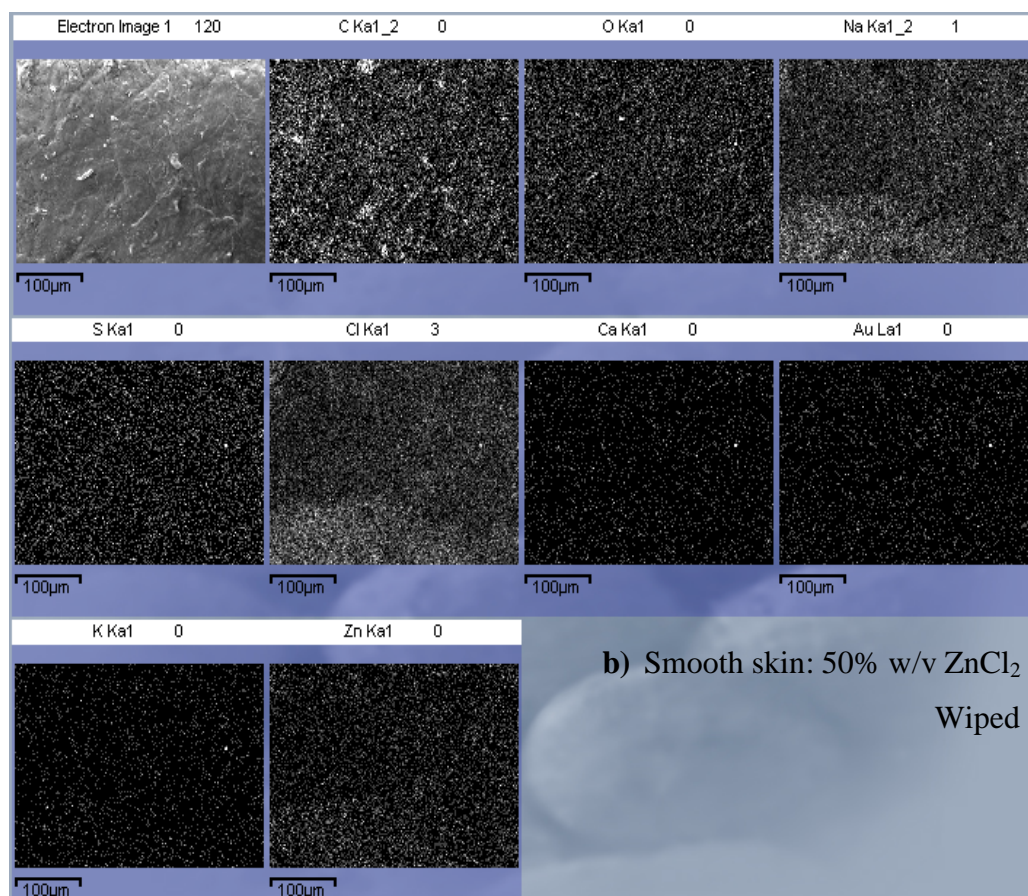 Electron Image 1 120 C Ka1_2 0 O Ka1 0 Na Ka1_2 1
100µm 100µm 100µm 100µm
S Ka1 0 Cl Ka1 3 Ca Ka1 0 Au La1 0
100µm 100µm 100µm 100µm
K Ka1 0 Zn Ka1 0
b) Smooth skin: 50% w/v ZnCl₂
Wiped
100µm 100µm